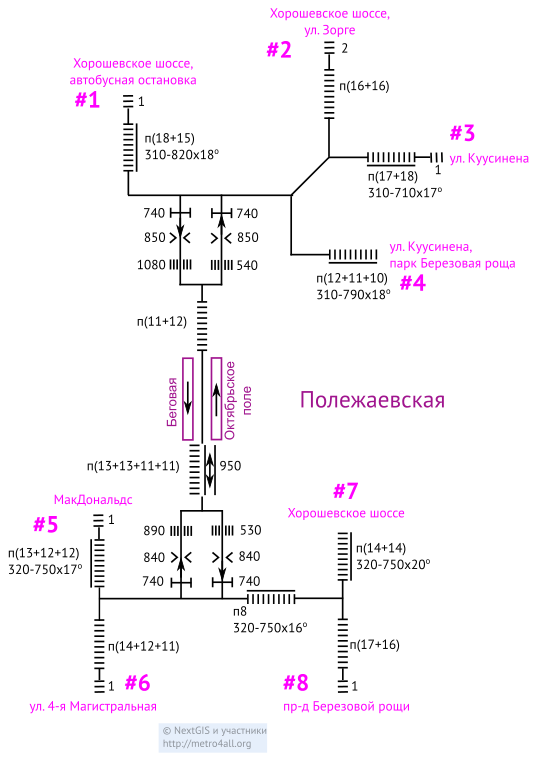 Хорошевское шоссе,
ул. Зорге
#2
2
п(16+16)
Хорошевское шоссе,
автобусная остановка
#1
1
п(18+15)
310-820x18°
#3
ул. Куусинена
1
п(17+18)
310-710x17°
740
740
850
850
1080
540
ул. Куусинена,
парк Березовая роща
п(12+11+10)
310-790x18°
#4
п(11+12)
Беговая
Октябрьское
поле
Полежаевская
п(13+13+11+11)
950
МакДональдс
#5
1
п(13+12+12)
320-750x17°
890
530
840
840
740
740
#7
Хорошевское шоссе
п(14+14)
320-750x20°
п8
320-750x16°
п(14+12+11)
1
#6
ул. 4-я Магистральная
п(17+16)
#8
1
пр-д Березовой рощи
© NextGIS и участники
http://metro4all.org